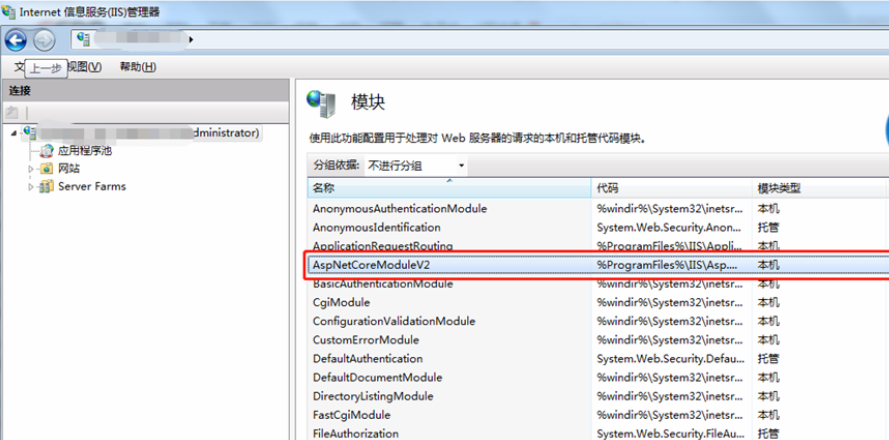 Internet 信息服务(IIS)管理器
视图(V) 帮助(H)
上一步
连接
dministrator)
应用程序池
网站
Server Farms
模块
使用此功能配置用于处理对 Web 服务器的请求的本机和托管代码模块。
分组依据: 不进行分组
名称 代码 模块类型
AnonymousAuthenticationModule %windir%\System32\inetsr... 本机
AnonymousIdentification System.Web.Security.Anon... 托管
ApplicationRequestRouting %ProgramFiles%\IIS\Appli... 本机
AspNetCoreModuleV2 %ProgramFiles%\IIS\Asp.... 本机
BasicAuthenticationModule %windir%\System32\inetsr... 本机
CgiModule %windir%\System32\inetsr... 本机
ConfigurationValidationModule %windir%\System32\inetsr... 本机
CustomErrorModule %windir%\System32\inetsr... 本机
DefaultAuthentication System.Web.Security.Defau... 托管
DefaultDocumentModule %windir%\System32\inetsr... 本机
DirectoryListingModule %windir%\System32\inetsr... 本机
FastCgiModule %windir%\System32\inetsr... 本机
FileAuthorization System.Web.Security.FileAu... 托管